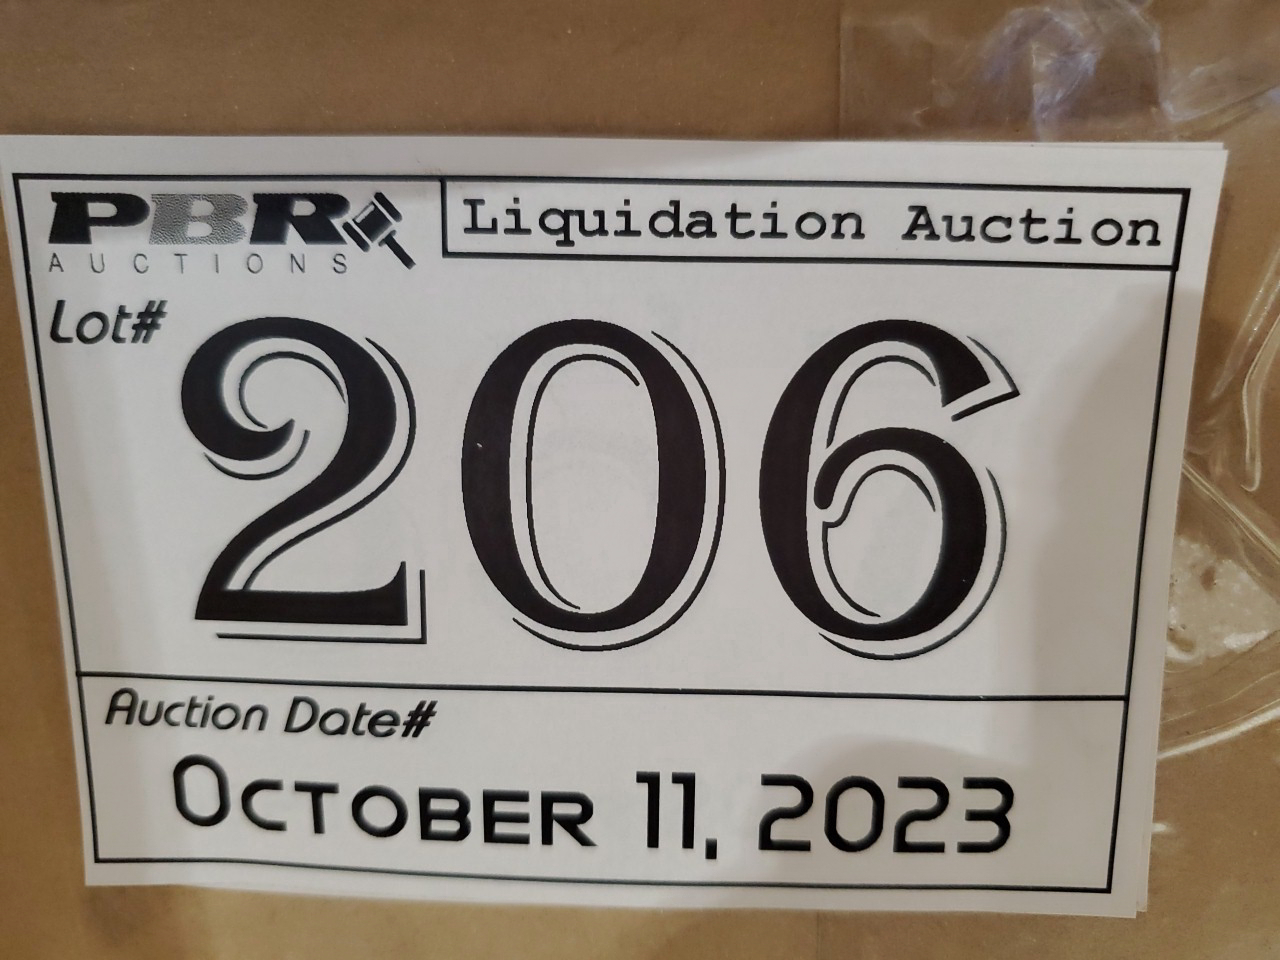 PBR
AUCTIONS
Liquidation Auction
Lot#
206
Auction Date#
October 11, 2023